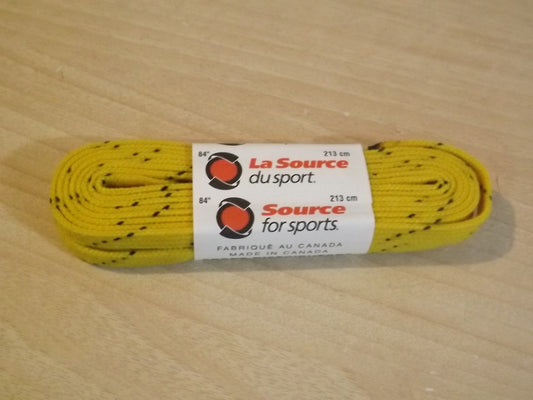 84" La Source 213 cm
du sport.
84" Source 213 cm
for sports.
FABRIQUÉ AU CANADA
MADE IN CANADA